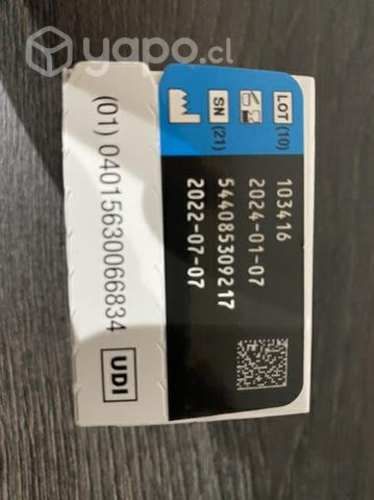 yapo.cl
LOT (10) 103416
2024-01-07
SN (21) 544085309217
2022-07-07
(01) 04015630066834 UDI